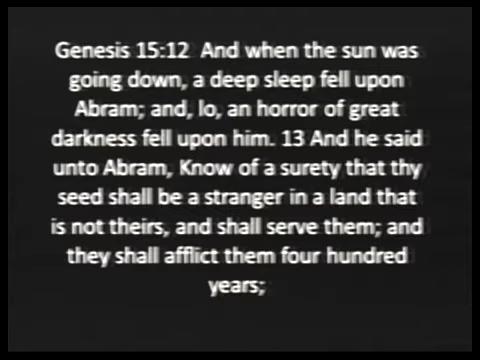 Genesis 15:12  And when the sun was
going down, a deep sleep fell upon
Abram; and, lo, an horror of great
darkness fell upon him. 13 And he said
unto Abram, Know of a surety that thy
seed shall be a stranger in a land that
is not theirs, and shall serve them; and
they shall afflict them four hundred
years;